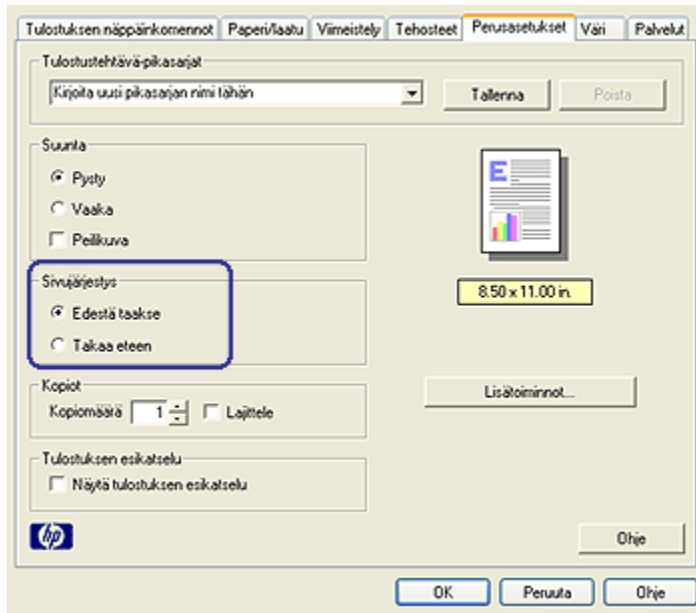 Tulostuksen näppäinkomennot Paperi/laatu Viimeistely Tehosteet Perusasetukset Väri Palvelut
Tulostustehtävä-pikasarjat
Kirjoita uusi pikasarjan nimi tähän Tallenna Poista
Suunta
Pysty
Vaaka
Peilikuva
E
8.50 x 11.00 in.
Sivujärjestys
Edestä taakse
Takaa eteen
Kopiot
Kopiomäärä 1 Lajittele
Lisätoiminnot...
Tulostuksen esikatselu
Näytä tulostuksen esikatselu
hp
Ohje
OK Peruuta Ohje